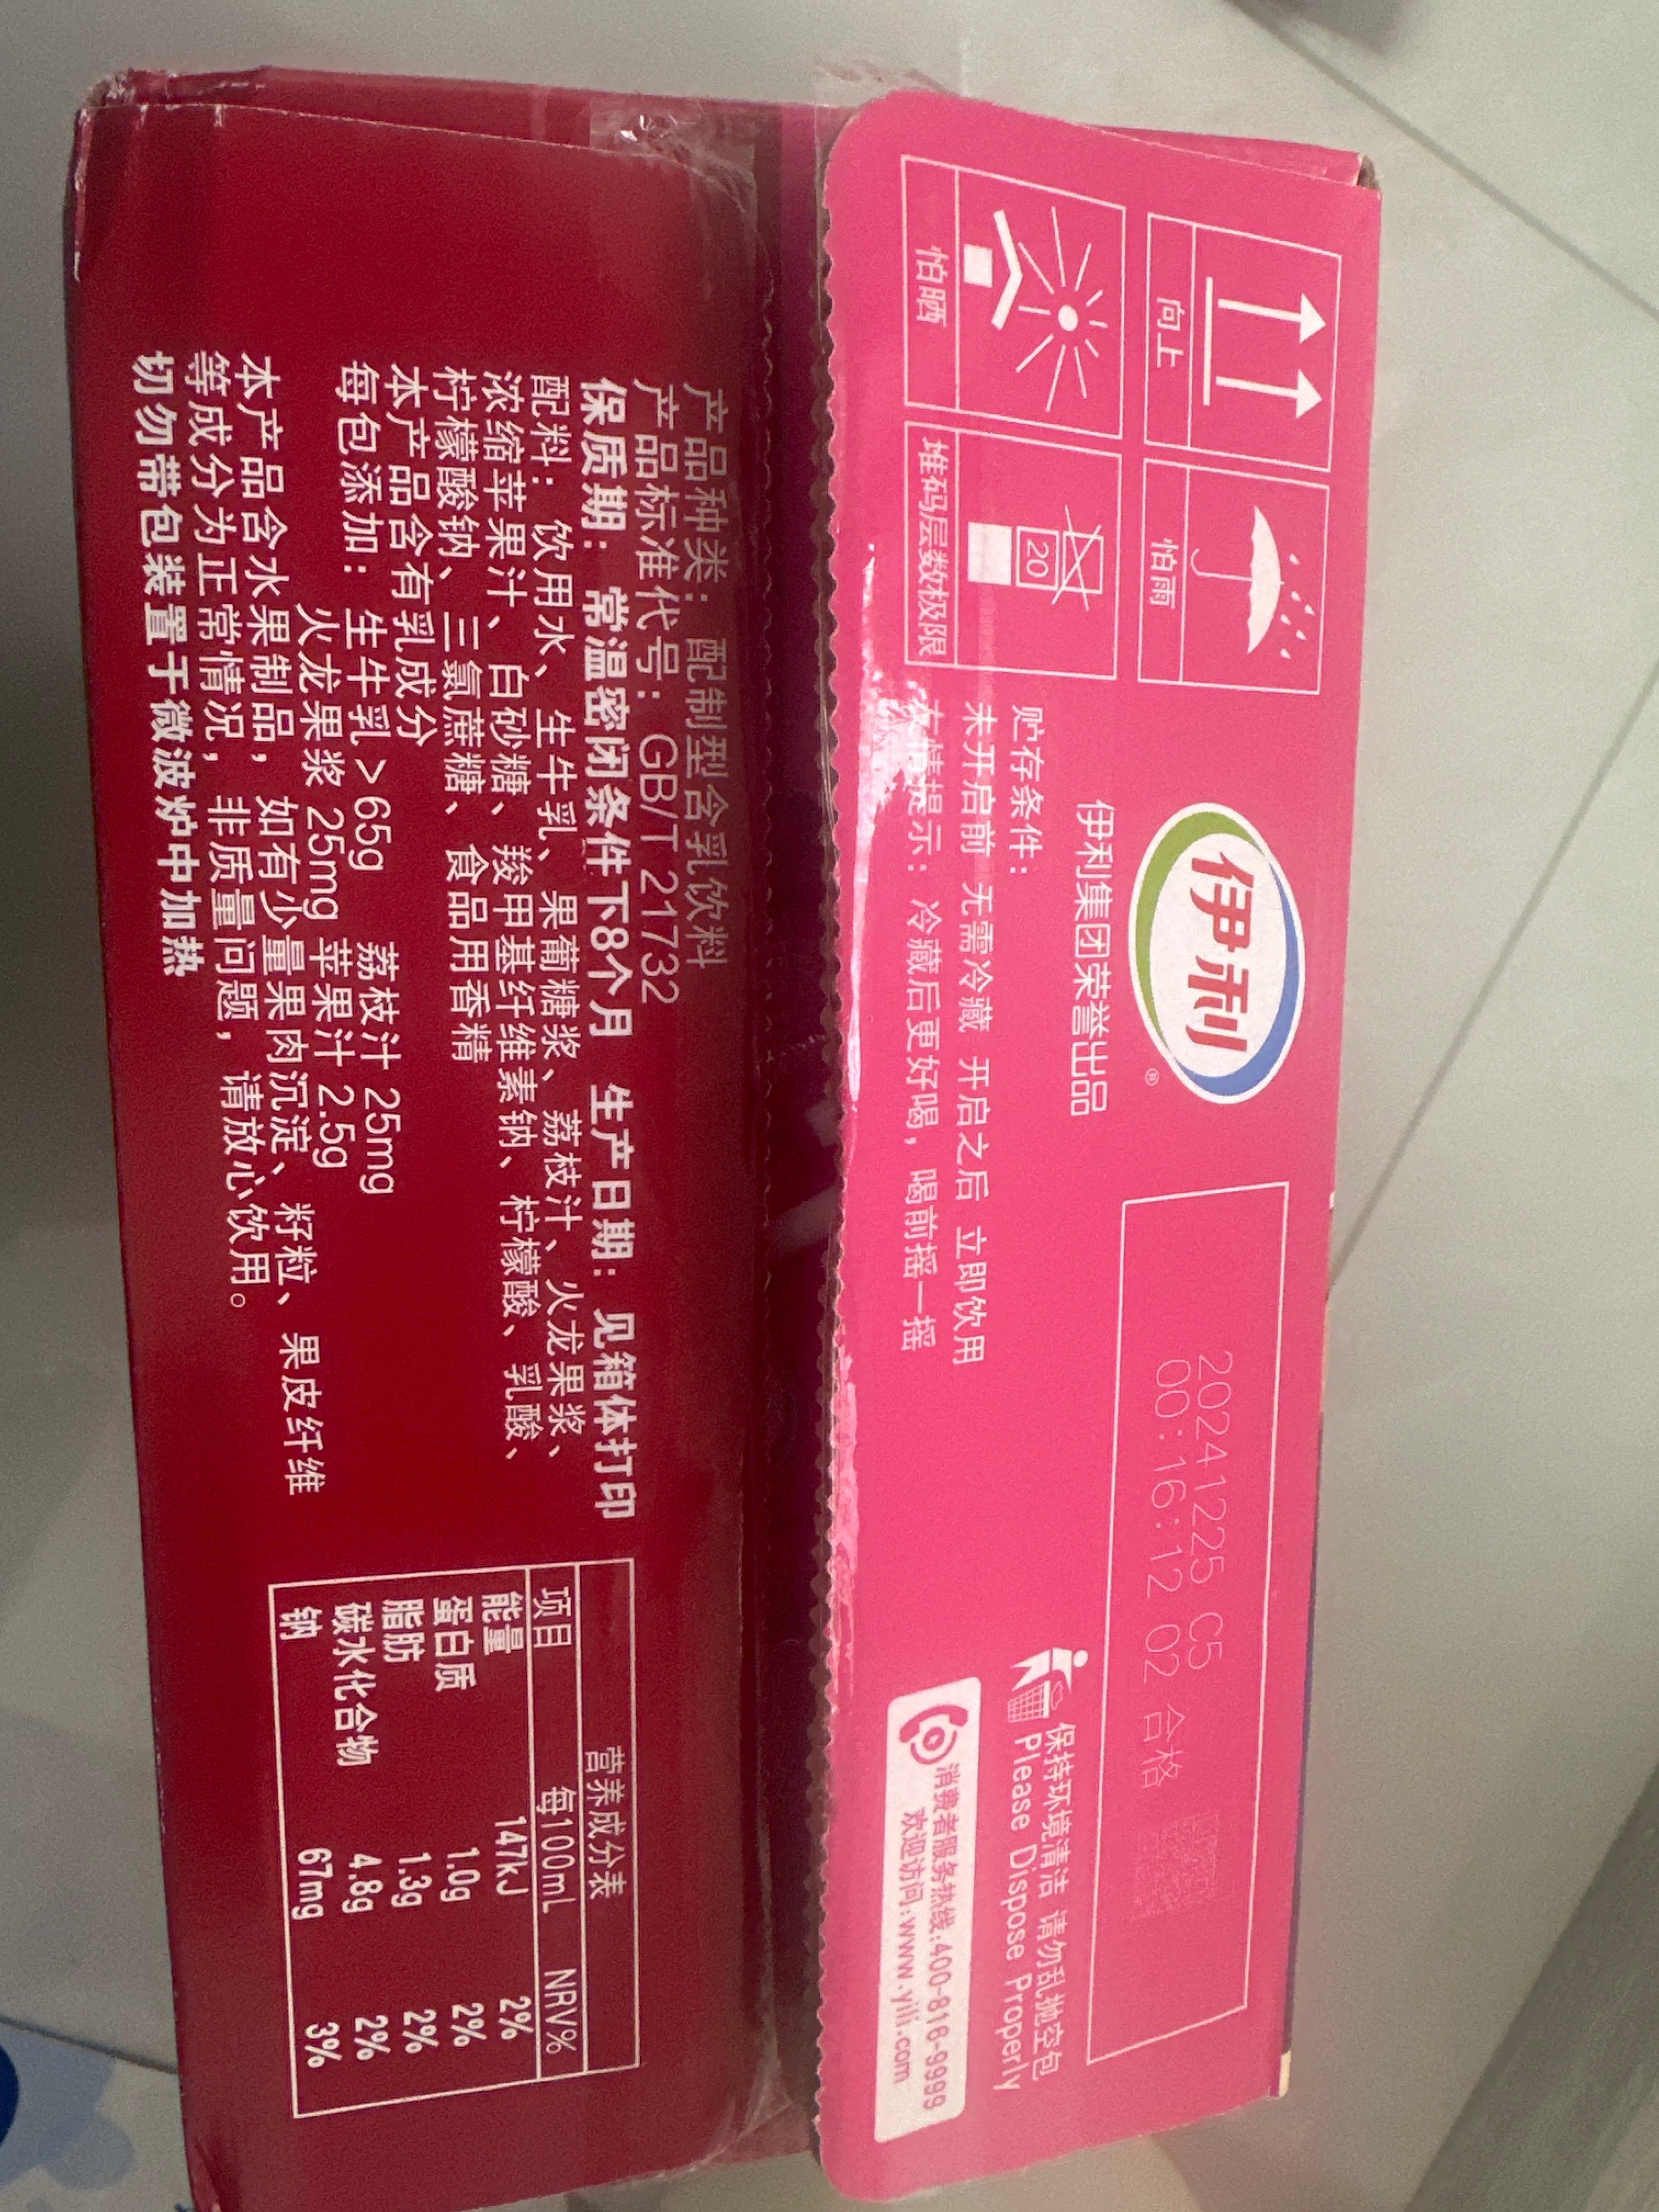 向上
怕雨
怕晒
堆码层数极限
20
伊利
®
伊利集团荣誉出品
贮存条件：
未开启前 无需冷藏 开启之后 立即饮用
友情提示：冷藏后更好喝，喝前摇一摇
20241225 C5
00:16:12 02 合格
保持环境清洁 请勿乱抛空包
Please Dispose Properly
消费者服务热线:400-816-9999
欢迎访问:www.yili.com
产品种类：配制型含乳饮料
产品标准代号：GB/T 21732
保质期：常温密闭条件下8个月 生产日期：见箱体打印
配料：饮用水、生牛乳、果葡糖浆、荔枝汁、火龙果浆、
浓缩苹果汁、白砂糖、羧甲基纤维素钠、柠檬酸、乳酸、
柠檬酸钠、三氯蔗糖、食品用香精
本产品含有乳成分
每包添加：生牛乳>65g 荔枝汁 25mg
火龙果浆 25mg 苹果汁 2.5g
本产品含水果制品，如有少量果肉沉淀、籽粒、果皮纤维
等成分为正常情况，非质量问题，请放心饮用。
切勿带包装置于微波炉中加热
营养成分表
项目 每100mL NRV%
能量 147kJ 2%
蛋白质 1.0g 2%
脂肪 1.3g 2%
碳水化合物 4.8g 2%
钠 67mg 3%